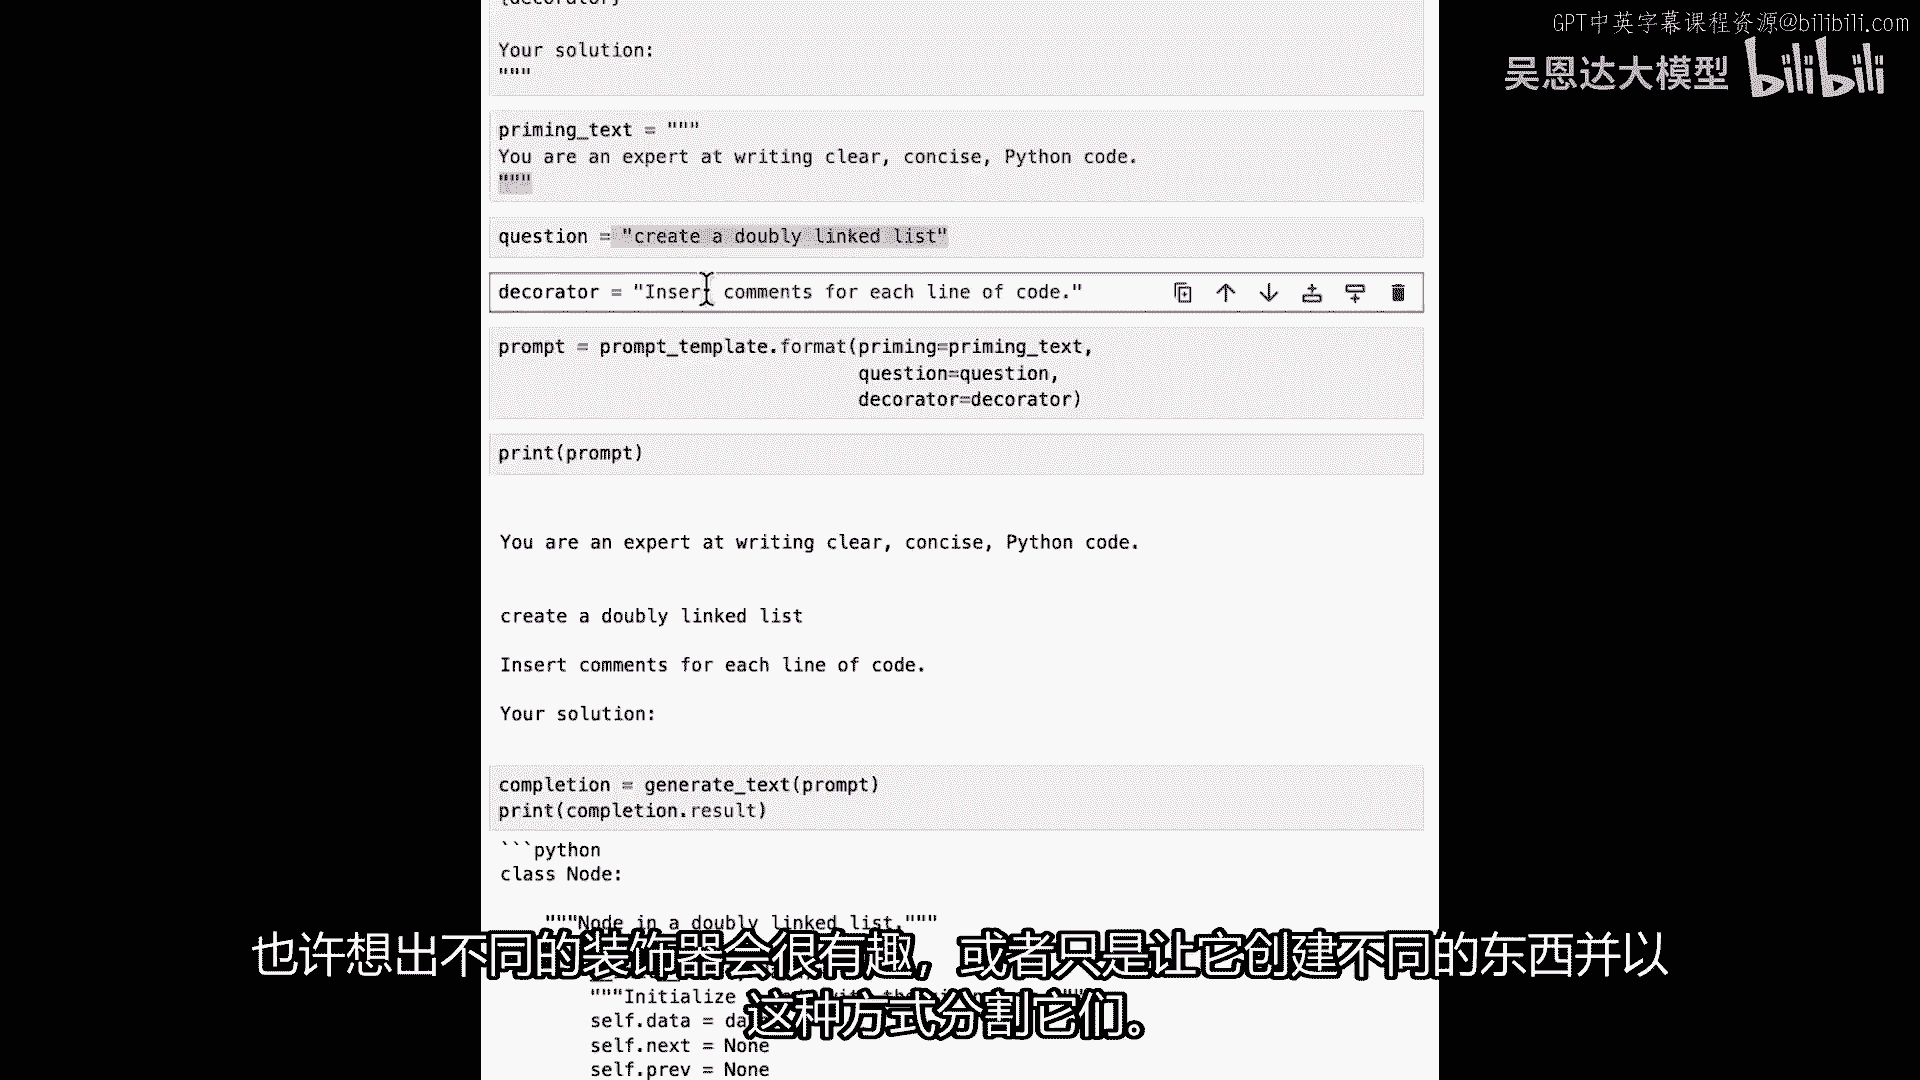 GPT中英字幕课程资源@bilibili.com
吴恩达大模型 bilibili
Your solution:
"""
priming_text = """
You are an expert at writing clear, concise, Python code.
"""
question = "create a doubly linked list"
decorator = "Insert comments for each line of code."
prompt = prompt_template.format(priming=priming_text,
question=question,
decorator=decorator)
print(prompt)
You are an expert at writing clear, concise, Python code.
create a doubly linked list
Insert comments for each line of code.
Your solution:
completion = generate_text(prompt)
print(completion.result)
```python
class Node:
"""Node in a doubly linked list."""
"""Initialize
self.data =
self.next = None
self.prev = None
也许想出不同的装饰器会很有趣，或者只是让它创建不同的东西并以
这种方式分割它们。